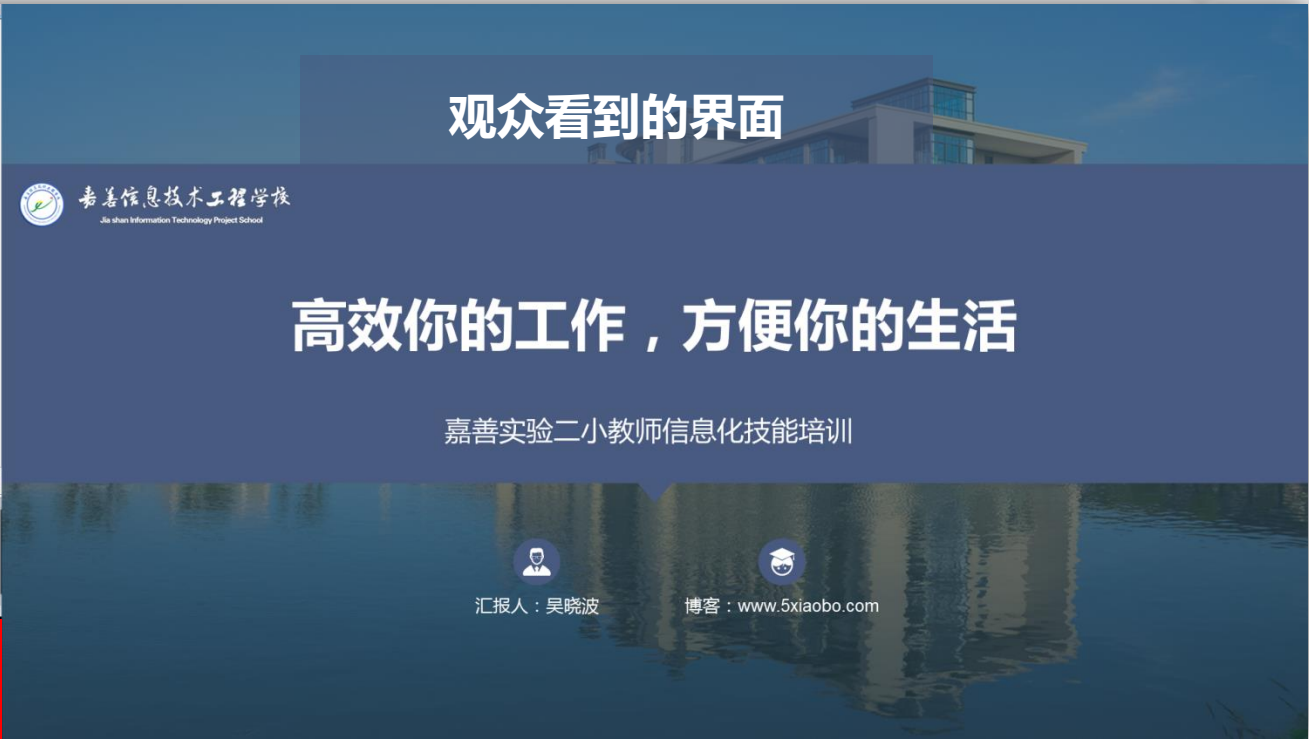 观众看到的界面
嘉善信息技术工程学校
Jia shan Information Technology Project School
高效你的工作，方便你的生活
嘉善实验二小教师信息化技能培训
汇报人：吴晓波
博客：www.5xiaobo.com